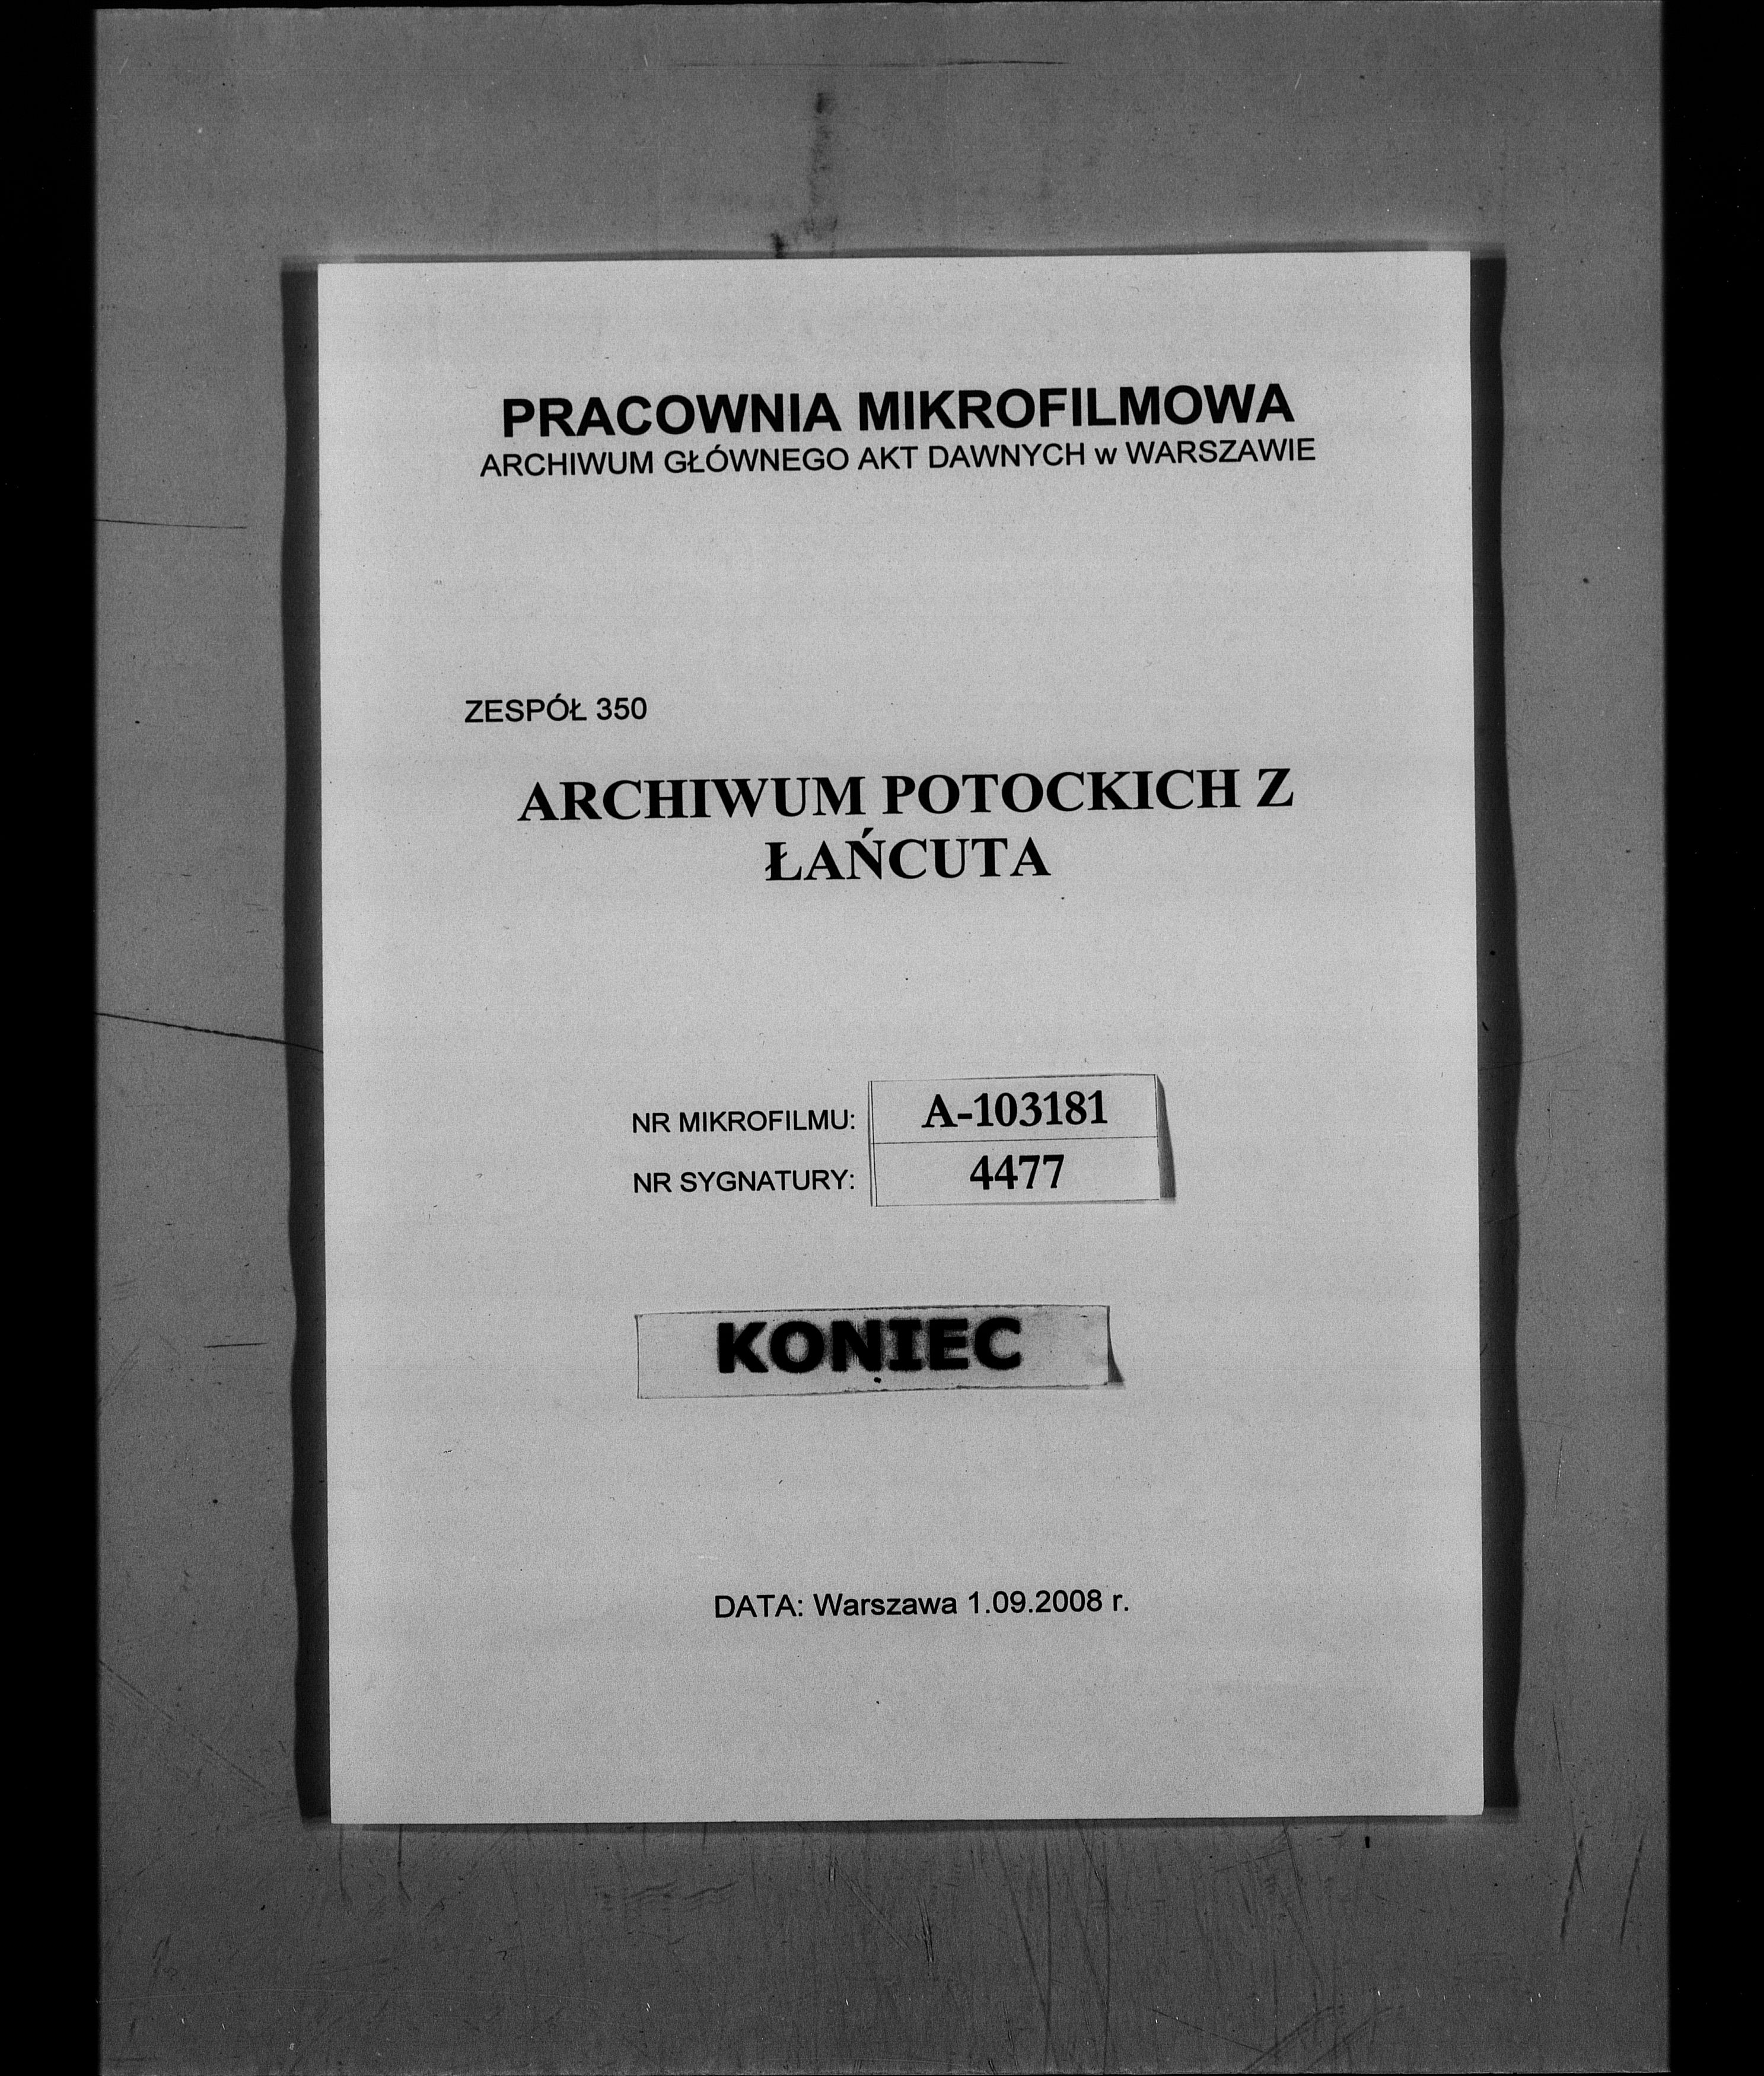 PRACOWNIA MIKROFILMOWA
ARCHIWUM GŁÓWNEGO AKT DAWNYCH w WARSZAWIE
ZESPÓŁ 350
ARCHIWUM POTOCKICH Z
ŁAŃCUTA
NR MIKROFILMU: A-103181
NR SYGNATURY: 4477
KONIEC
DATA: Warszawa 1.09.2008 r.